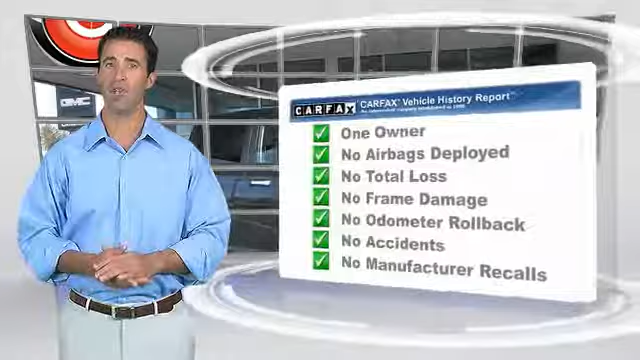 GMC
CARFAX CARFAX™ Vehicle History Report™
One Owner
No Airbags Deployed
No Total Loss
No Frame Damage
No Odometer Rollback
No Accidents
No Manufacturer Recalls